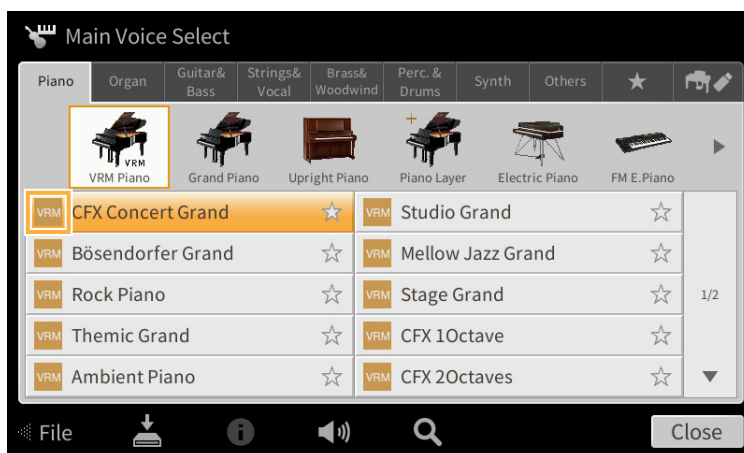 Main Voice Select
Piano
Organ
Guitar&
Bass
Strings&
Vocal
Brass&
Woodwind
Perc. &
Drums
Synth
Others
VRM
VRM Piano
Grand Piano
Upright Piano
Piano Layer
Electric Piano
FM E.Piano
VRM CFX Concert Grand
VRM Studio Grand
VRM Bösendorfer Grand
VRM Mellow Jazz Grand
VRM Rock Piano
VRM Stage Grand
1/2
VRM Themic Grand
VRM CFX 1Octave
VRM Ambient Piano
VRM CFX 2Octaves
File
Close